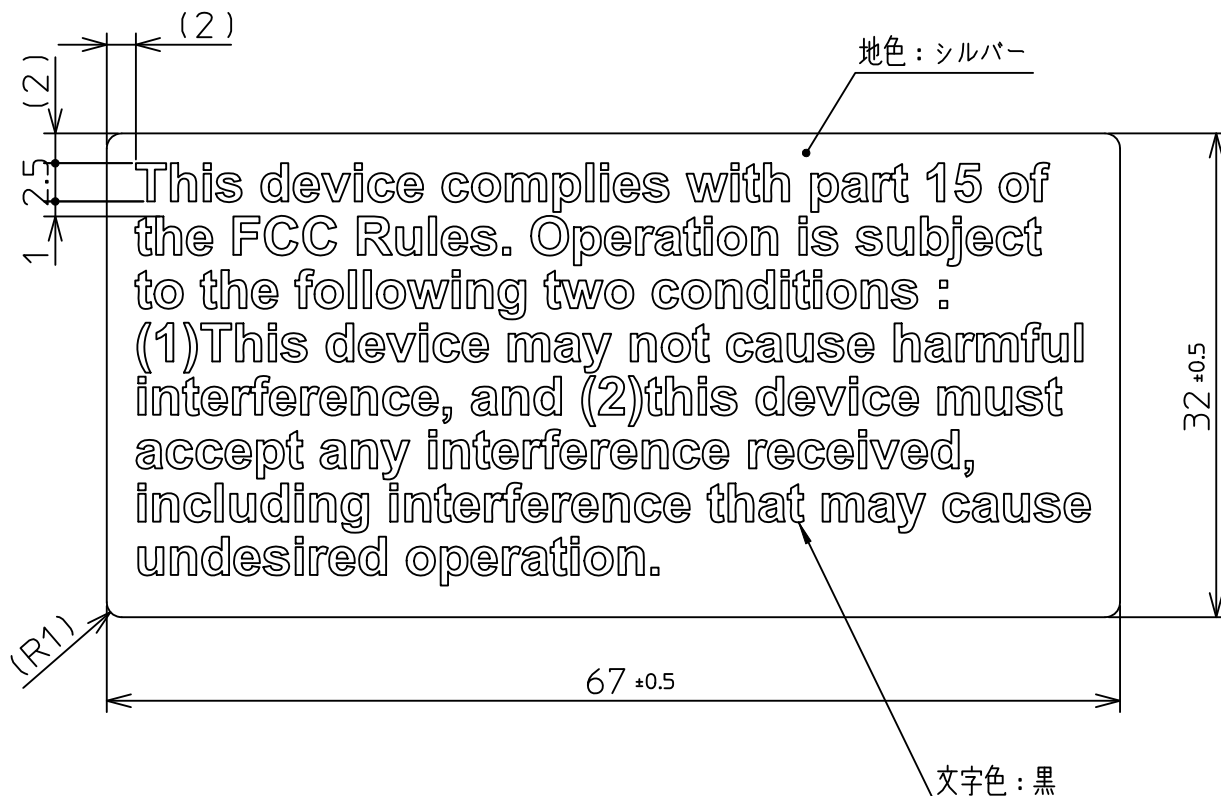 (2)
地色：シルバー
(2)
2.5
1
This device complies with part 15 of
the FCC Rules. Operation is subject
to the following two conditions :
(1)This device may not cause harmful
interference, and (2)this device must
accept any interference received,
including interference that may cause
undesired operation.
32 ±0.5
(R1)
67 ±0.5
文字色：黒